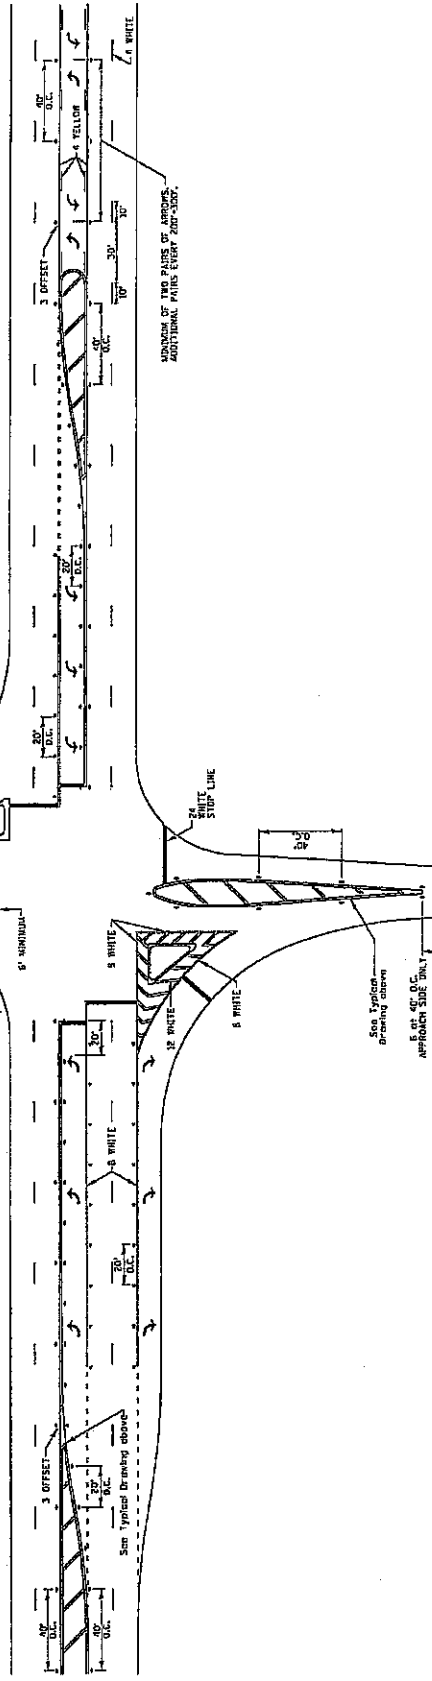 4 WHITE
40'
O.C.
4 YELLOW
3 OFFSET
10'
30'
10'
MINIMUM OF TWO PAIRS OF ARROWS.
ADDITIONAL PAIRS EVERY 200'-300'.
40'
O.C.
20'
O.C.
20'
O.C.
24
WHITE
STOP LINE
40'
O.C.
6' MINIMUM
12 WHITE
8 WHITE
See Typical
Drawing above
6 at 40' O.C.
APPROACH SIDE ONLY
20'
8 WHITE
20'
O.C.
3 OFFSET
See Typical Drawing above
20'
O.C.
40'
O.C.
40'
O.C.